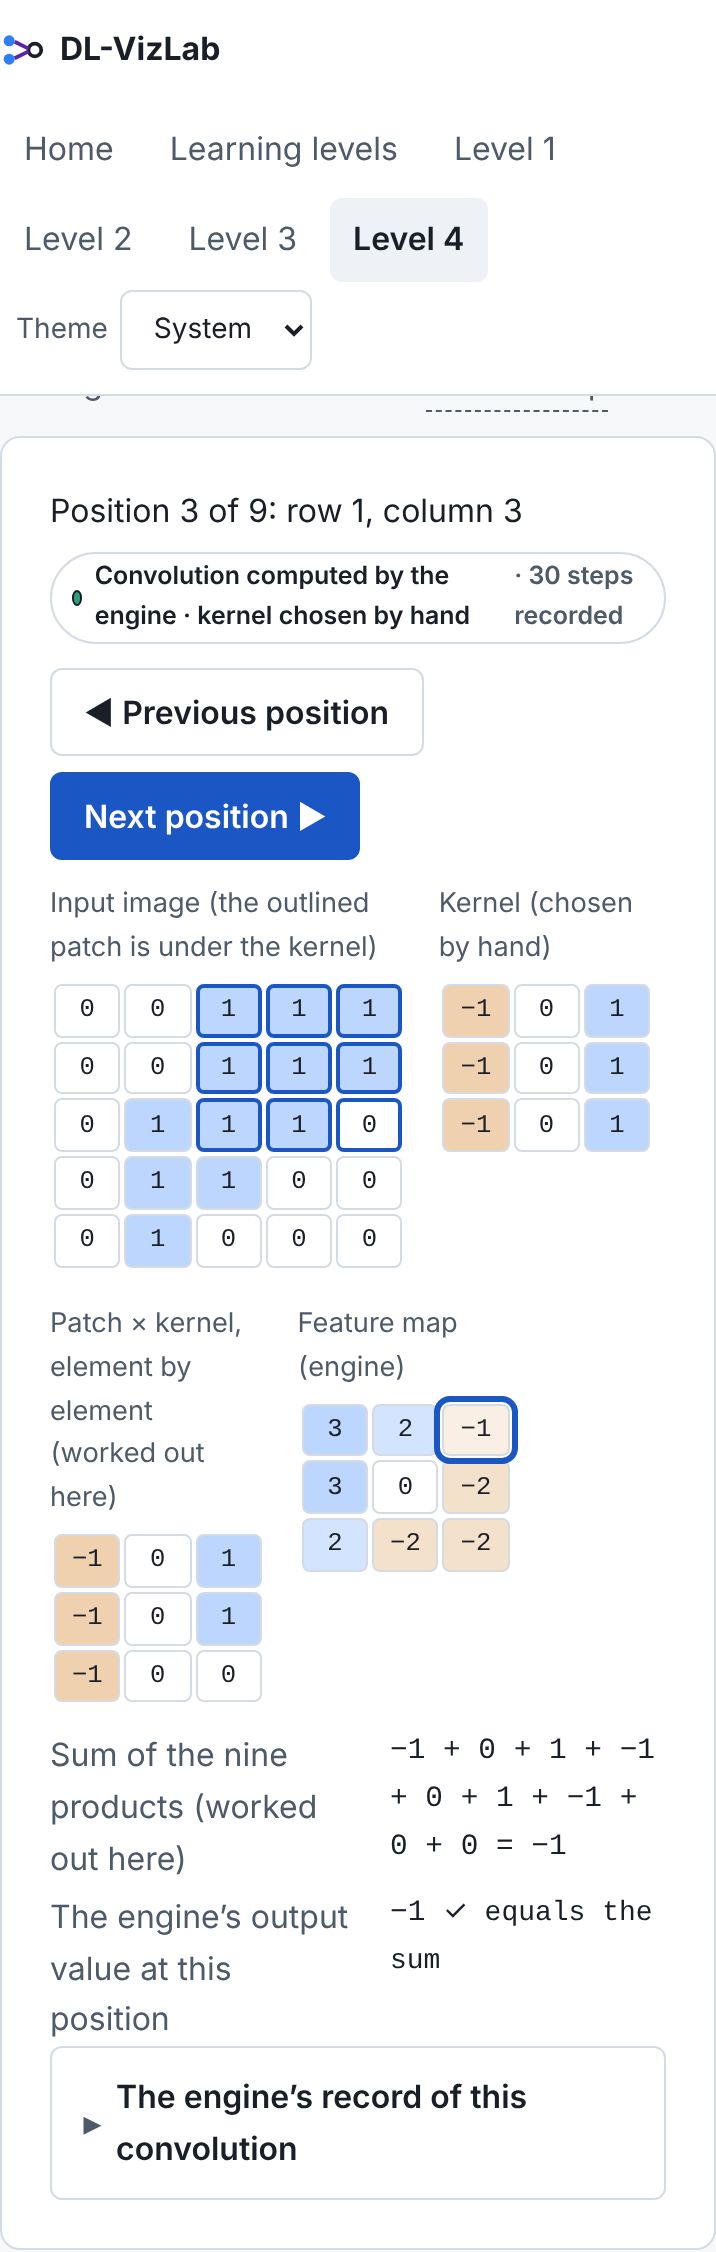 DL-VizLab
Home Learning levels Level 1
Level 2 Level 3 Level 4
Theme System
Position 3 of 9: row 1, column 3
Convolution computed by the
engine · kernel chosen by hand
· 30 steps
recorded
◀ Previous position
Next position ▶
Input image (the outlined
patch is under the kernel)
0 0 1 1 1
0 0 1 1 1
0 1 1 1 0
0 1 1 0 0
0 1 0 0 0
Kernel (chosen
by hand)
−1 0 1
−1 0 1
−1 0 1
Patch × kernel,
element by
element
(worked out
here)
−1 0 1
−1 0 1
−1 0 0
Feature map
(engine)
3 2 −1
3 0 −2
2 −2 −2
Sum of the nine
products (worked
out here)
−1 + 0 + 1 + −1
+ 0 + 1 + −1 +
0 + 0 = −1
The engine’s output
value at this
position
−1 ✓ equals the
sum
▶ The engine’s record of this
convolution